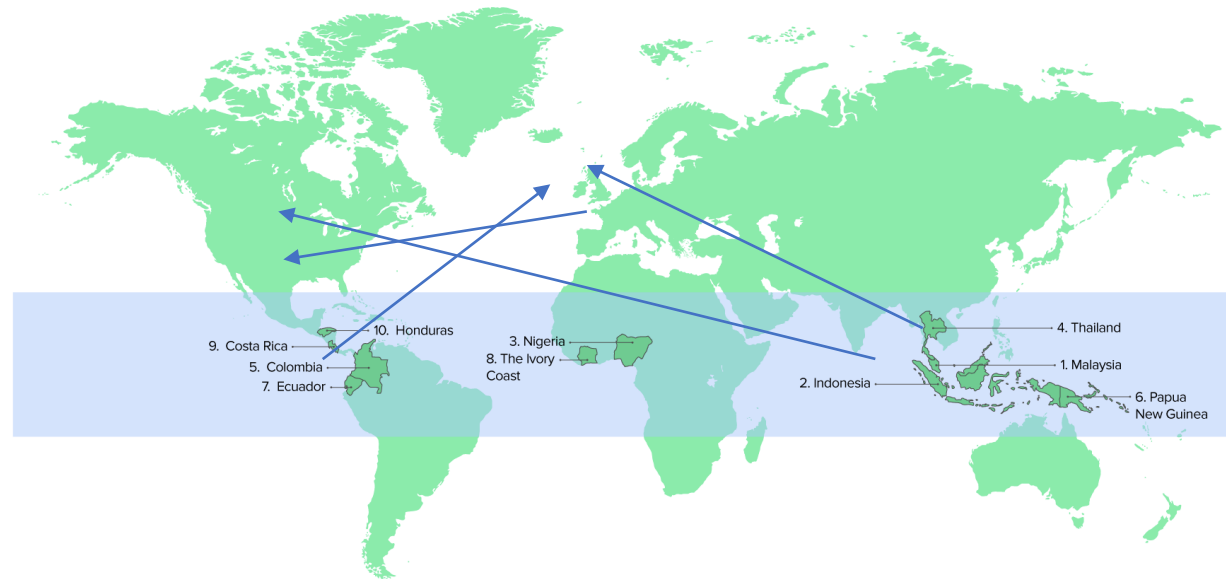 10. Honduras
9. Costa Rica
5. Colombia
7. Ecuador
3. Nigeria
8. The Ivory
Coast
4. Thailand
1. Malaysia
2. Indonesia
6. Papua
New Guinea